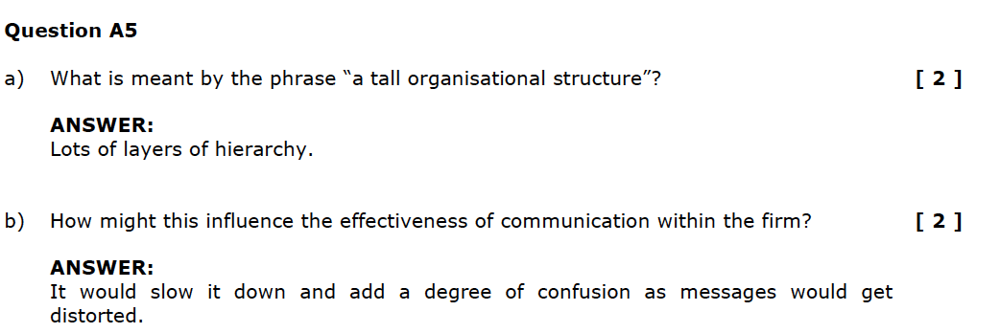 Question A5
a) What is meant by the phrase “a tall organisational structure”? [ 2 ]
ANSWER:
Lots of layers of hierarchy.
b) How might this influence the effectiveness of communication within the firm? [ 2 ]
ANSWER:
It would slow it down and add a degree of confusion as messages would get
distorted.